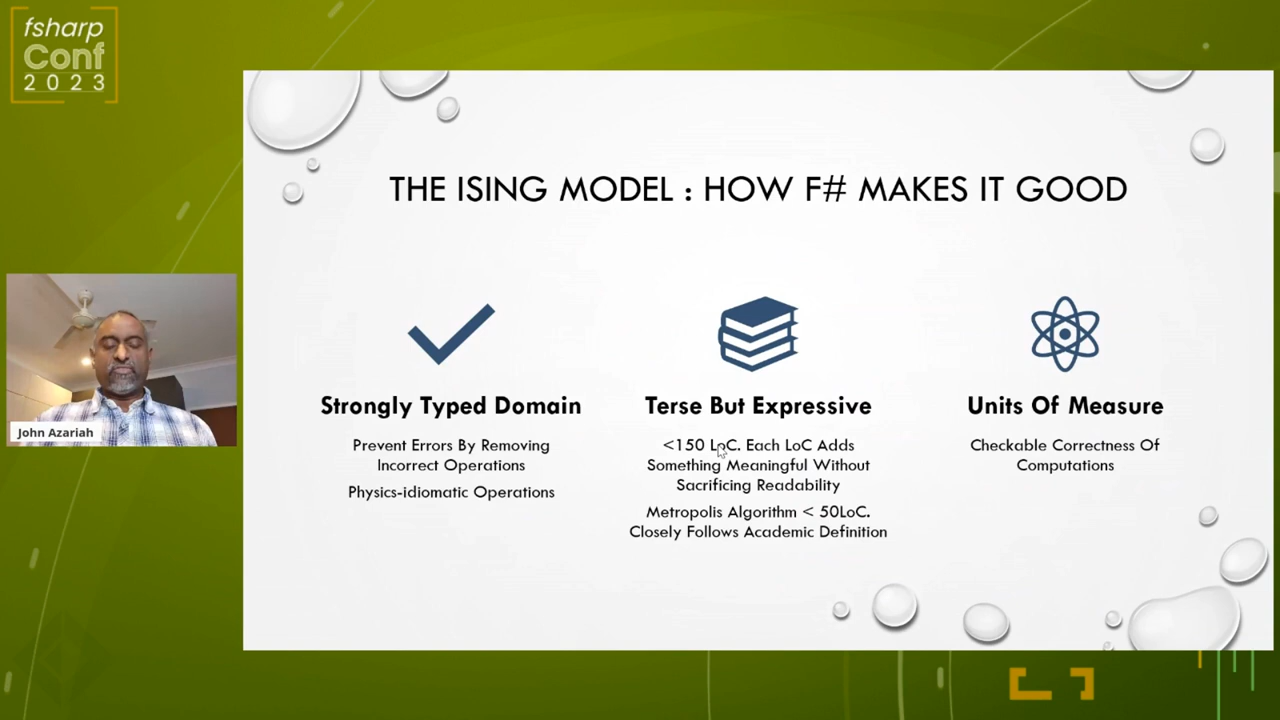 fsharp
Conf
2023
THE ISING MODEL : HOW F# MAKES IT GOOD
Strongly Typed Domain
Prevent Errors By Removing
Incorrect Operations
Physics-idiomatic Operations
Terse But Expressive
<150 LoC. Each LoC Adds
Something Meaningful Without
Sacrificing Readability
Metropolis Algorithm < 50LoC.
Closely Follows Academic Definition
Units Of Measure
Checkable Correctness Of
Computations
John Azariah